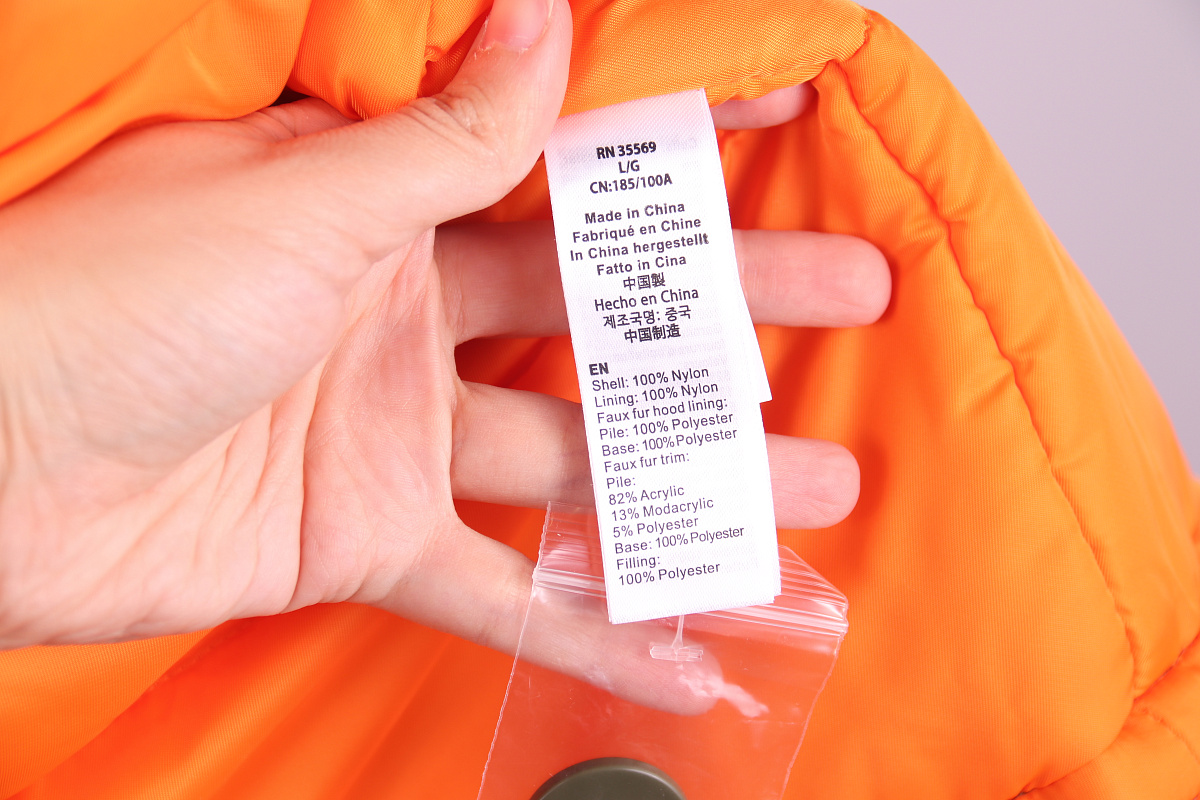 RN 35569
L/G
CN:185/100A
Made in China
Fabriqué en Chine
In China hergestellt
Fatto in Cina
中国製
Hecho en China
제조국명: 중국
中国制造
EN
Shell: 100% Nylon
Lining: 100% Nylon
Faux fur hood lining:
Pile: 100% Polyester
Base: 100%Polyester
Faux fur trim:
Pile:
82% Acrylic
13% Modacrylic
5% Polyester
Base: 100% Polyester
Filling:
100% Polyester